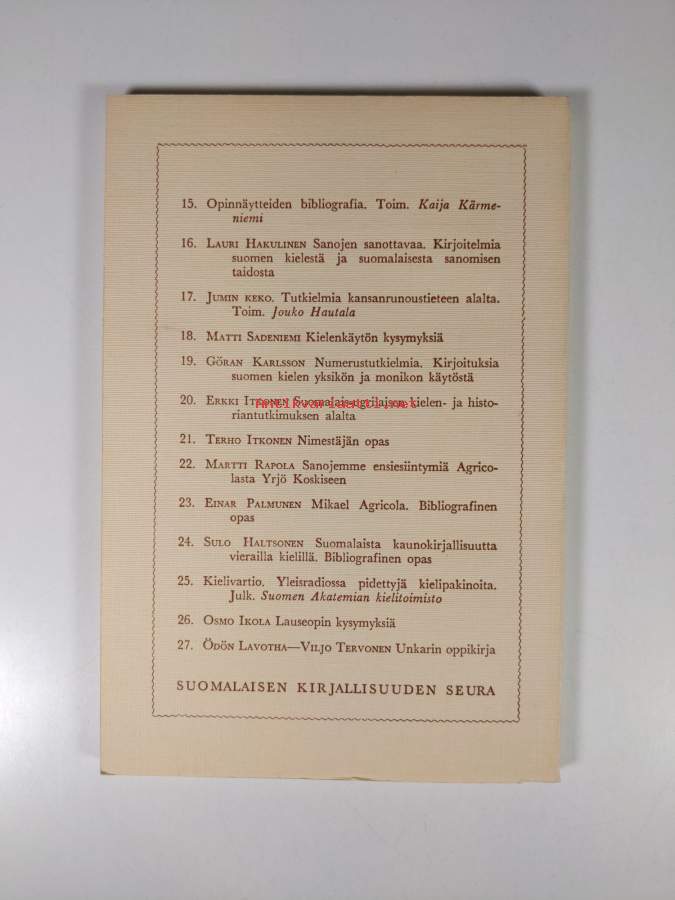 15. Opinnäytteiden bibliografia. Toim. Kaija Kärme-
niemi
16. LAURI HAKULINEN Sanojen sanottavaa. Kirjoitelmia
suomen kielestä ja suomalaisesta sanomisen
taidosta
17. JUMIN KEKO. Tutkielmia kansanrunoustieteen alalta.
Toim. Jouko Hautala
18. MATTI SADENIEMI Kielenkäytön kysymyksiä
19. GÖRAN KARLSSON Numerustutkielmia. Kirjoituksia
suomen kielen yksikön ja monikon käytöstä
20. ERKKI ITKONEN Suomalais-ugrilaisen kielen- ja histo-
riantutkimuksen alalta
21. TERHO ITKONEN Nimestäjän opas
22. MARTTI RAPOLA Sanojemme ensiesiintymiä Agrico-
lasta Yrjö Koskiseen
23. EINAR PALMUNEN Mikael Agricola. Bibliografinen
opas
24. SULO HALTSONEN Suomalaista kaunokirjallisuutta
vierailla kielillä. Bibliografinen opas
25. Kielivartio. Yleisradiossa pidettyjä kielipakinoita.
Julk. Suomen Akatemian kielitoimisto
26. OSMO IKOLA Lauseopin kysymyksiä
27. ÖDÖN LAVOTHA—VILJO TERVONEN Unkarin oppikirja
SUOMALAISEN KIRJALLISUUDEN SEURA